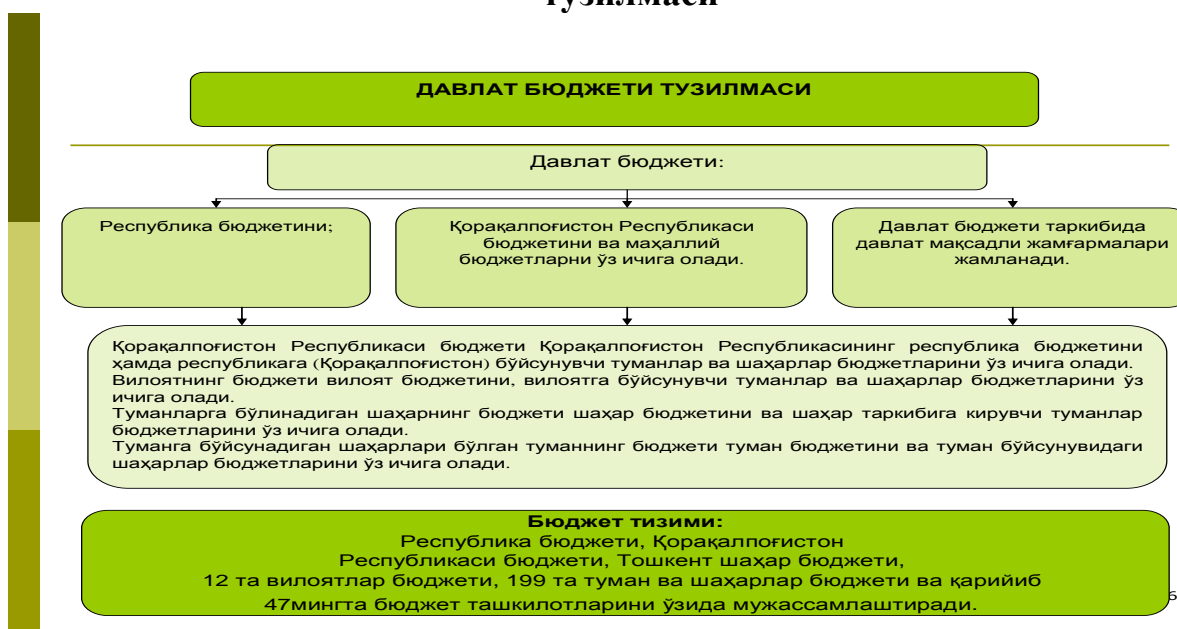 тузилмаси
ДАВЛАТ БЮДЖЕТИ ТУЗИЛМАСИ
Давлат бюджети:
Республика бюджетини;
Қорақалпоғистон Республикаси
бюджетини ва маҳаллий
бюджетларни ўз ичига олади.
Давлат бюджети таркибида
давлат мақсадли жамғармалари
жамланади.
Қорақалпоғистон Республикаси бюджети Қорақалпоғистон Республикасининг республика бюджетини
ҳамда республикага (Қорақалпоғистон) бўйсунувчи туманлар ва шаҳарлар бюджетларини ўз ичига олади.
Вилоятнинг бюджети вилоят бюджетини, вилоятга бўйсунувчи туманлар ва шаҳарлар бюджетларини ўз
ичига олади.
Туманларга бўлинадиган шаҳарнинг бюджети шаҳар бюджетини ва шаҳар таркибига кирувчи туманлар
бюджетларини ўз ичига олади.
Туманга бўйсунадиган шаҳарлари бўлган туманнинг бюджети туман бюджетини ва туман бўйсунувидаги
шаҳарлар бюджетларини ўз ичига олади.
Бюджет тизими:
Республика бюджети, Қорақалпоғистон
Республикаси бюджети, Тошкент шаҳар бюджети,
12 та вилоятлар бюджети, 199 та туман ва шаҳарлар бюджети ва қарийиб
47мингта бюджет ташкилотларини ўзида мужассамлаштиради.
6